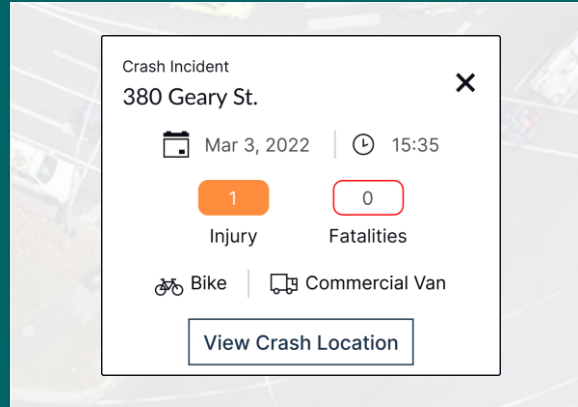 Crash Incident
380 Geary St.
Mar 3, 2022 15:35
1 0
Injury Fatalities
Bike Commercial Van
View Crash Location